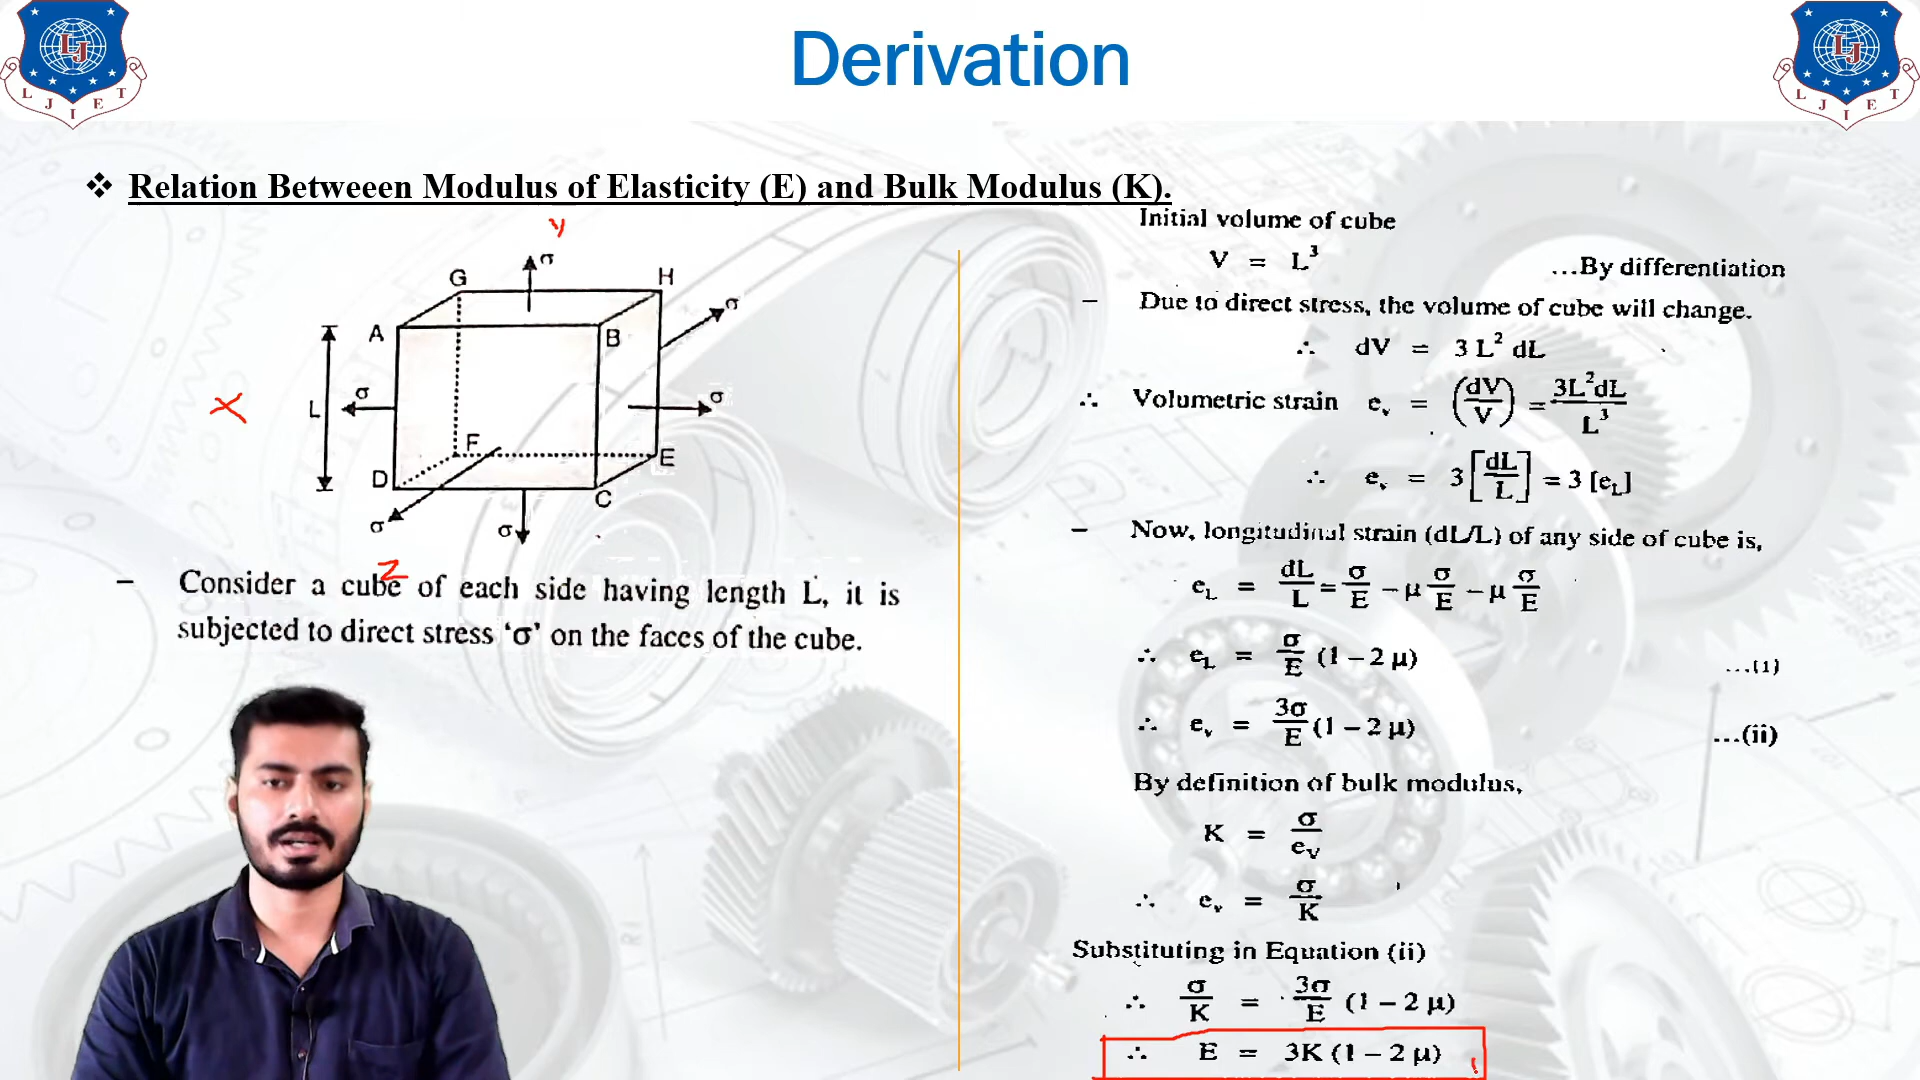 Derivation
L J I E T
L J I E T
❖ Relation Betweeen Modulus of Elasticity (E) and Bulk Modulus (K).
y
G σ H
σ
A B
σ σ
L
X
F
D E
C
σ σ
z
– Consider a cube of each side having length L, it is
subjected to direct stress ‘σ’ on the faces of the cube.
Initial volume of cube
V = L³ ...By differentiation
– Due to direct stress, the volume of cube will change.
∴ dV = 3 L² dL
∴ Volumetric strain eᵥ = (dV/V) = 3L²dL/L³
∴ eᵥ = 3[dL/L] = 3 [e_L]
– Now, longitudinal strain (dL/L) of any side of cube is,
e_L = dL/L = σ/E – μ σ/E – μ σ/E
∴ e_L = σ/E (1 – 2 μ) ...(1)
∴ eᵥ = 3σ/E (1 – 2 μ) ...(ii)
By definition of bulk modulus,
K = σ/e_V
∴ eᵥ = σ/K
Substituting in Equation (ii)
∴ σ/K = 3σ/E (1 – 2 μ)
∴ E = 3K (1 – 2 μ)